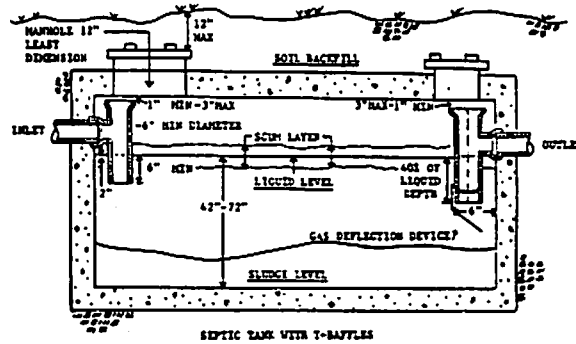 MANHOLE 12"
LEAST
DIMENSION
12"
MAX
SOIL BACKFILL
1" MIN-3"MAX
3"MAX-1" MIN
INLET
6" MIN DIAMETER
SCUM LAYER
OUTLET
6"
MIN
2"
LIQUID LEVEL
40% OF
LIQUID
DEPTH
42"-72"
6"
GAS DEFLECTION DEVICE
SLUDGE LEVEL
SEPTIC TANK WITH T-BAFFLES